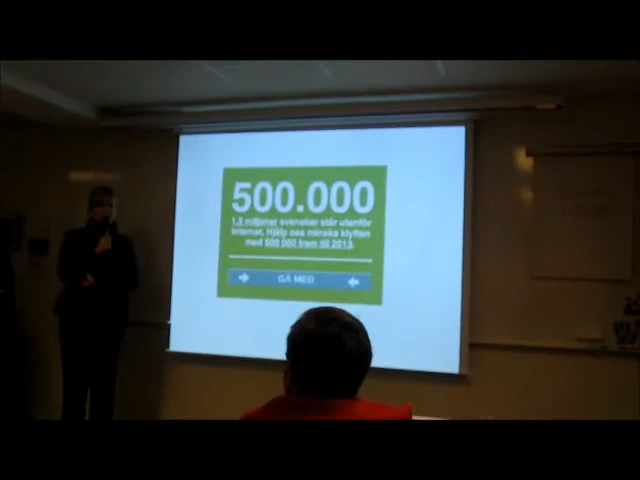 500.000
1,5 miljoner svenskar står utanför
Internet. Hjälp oss minska klyftan
med 500 000 fram till 2013.
GÅ MED